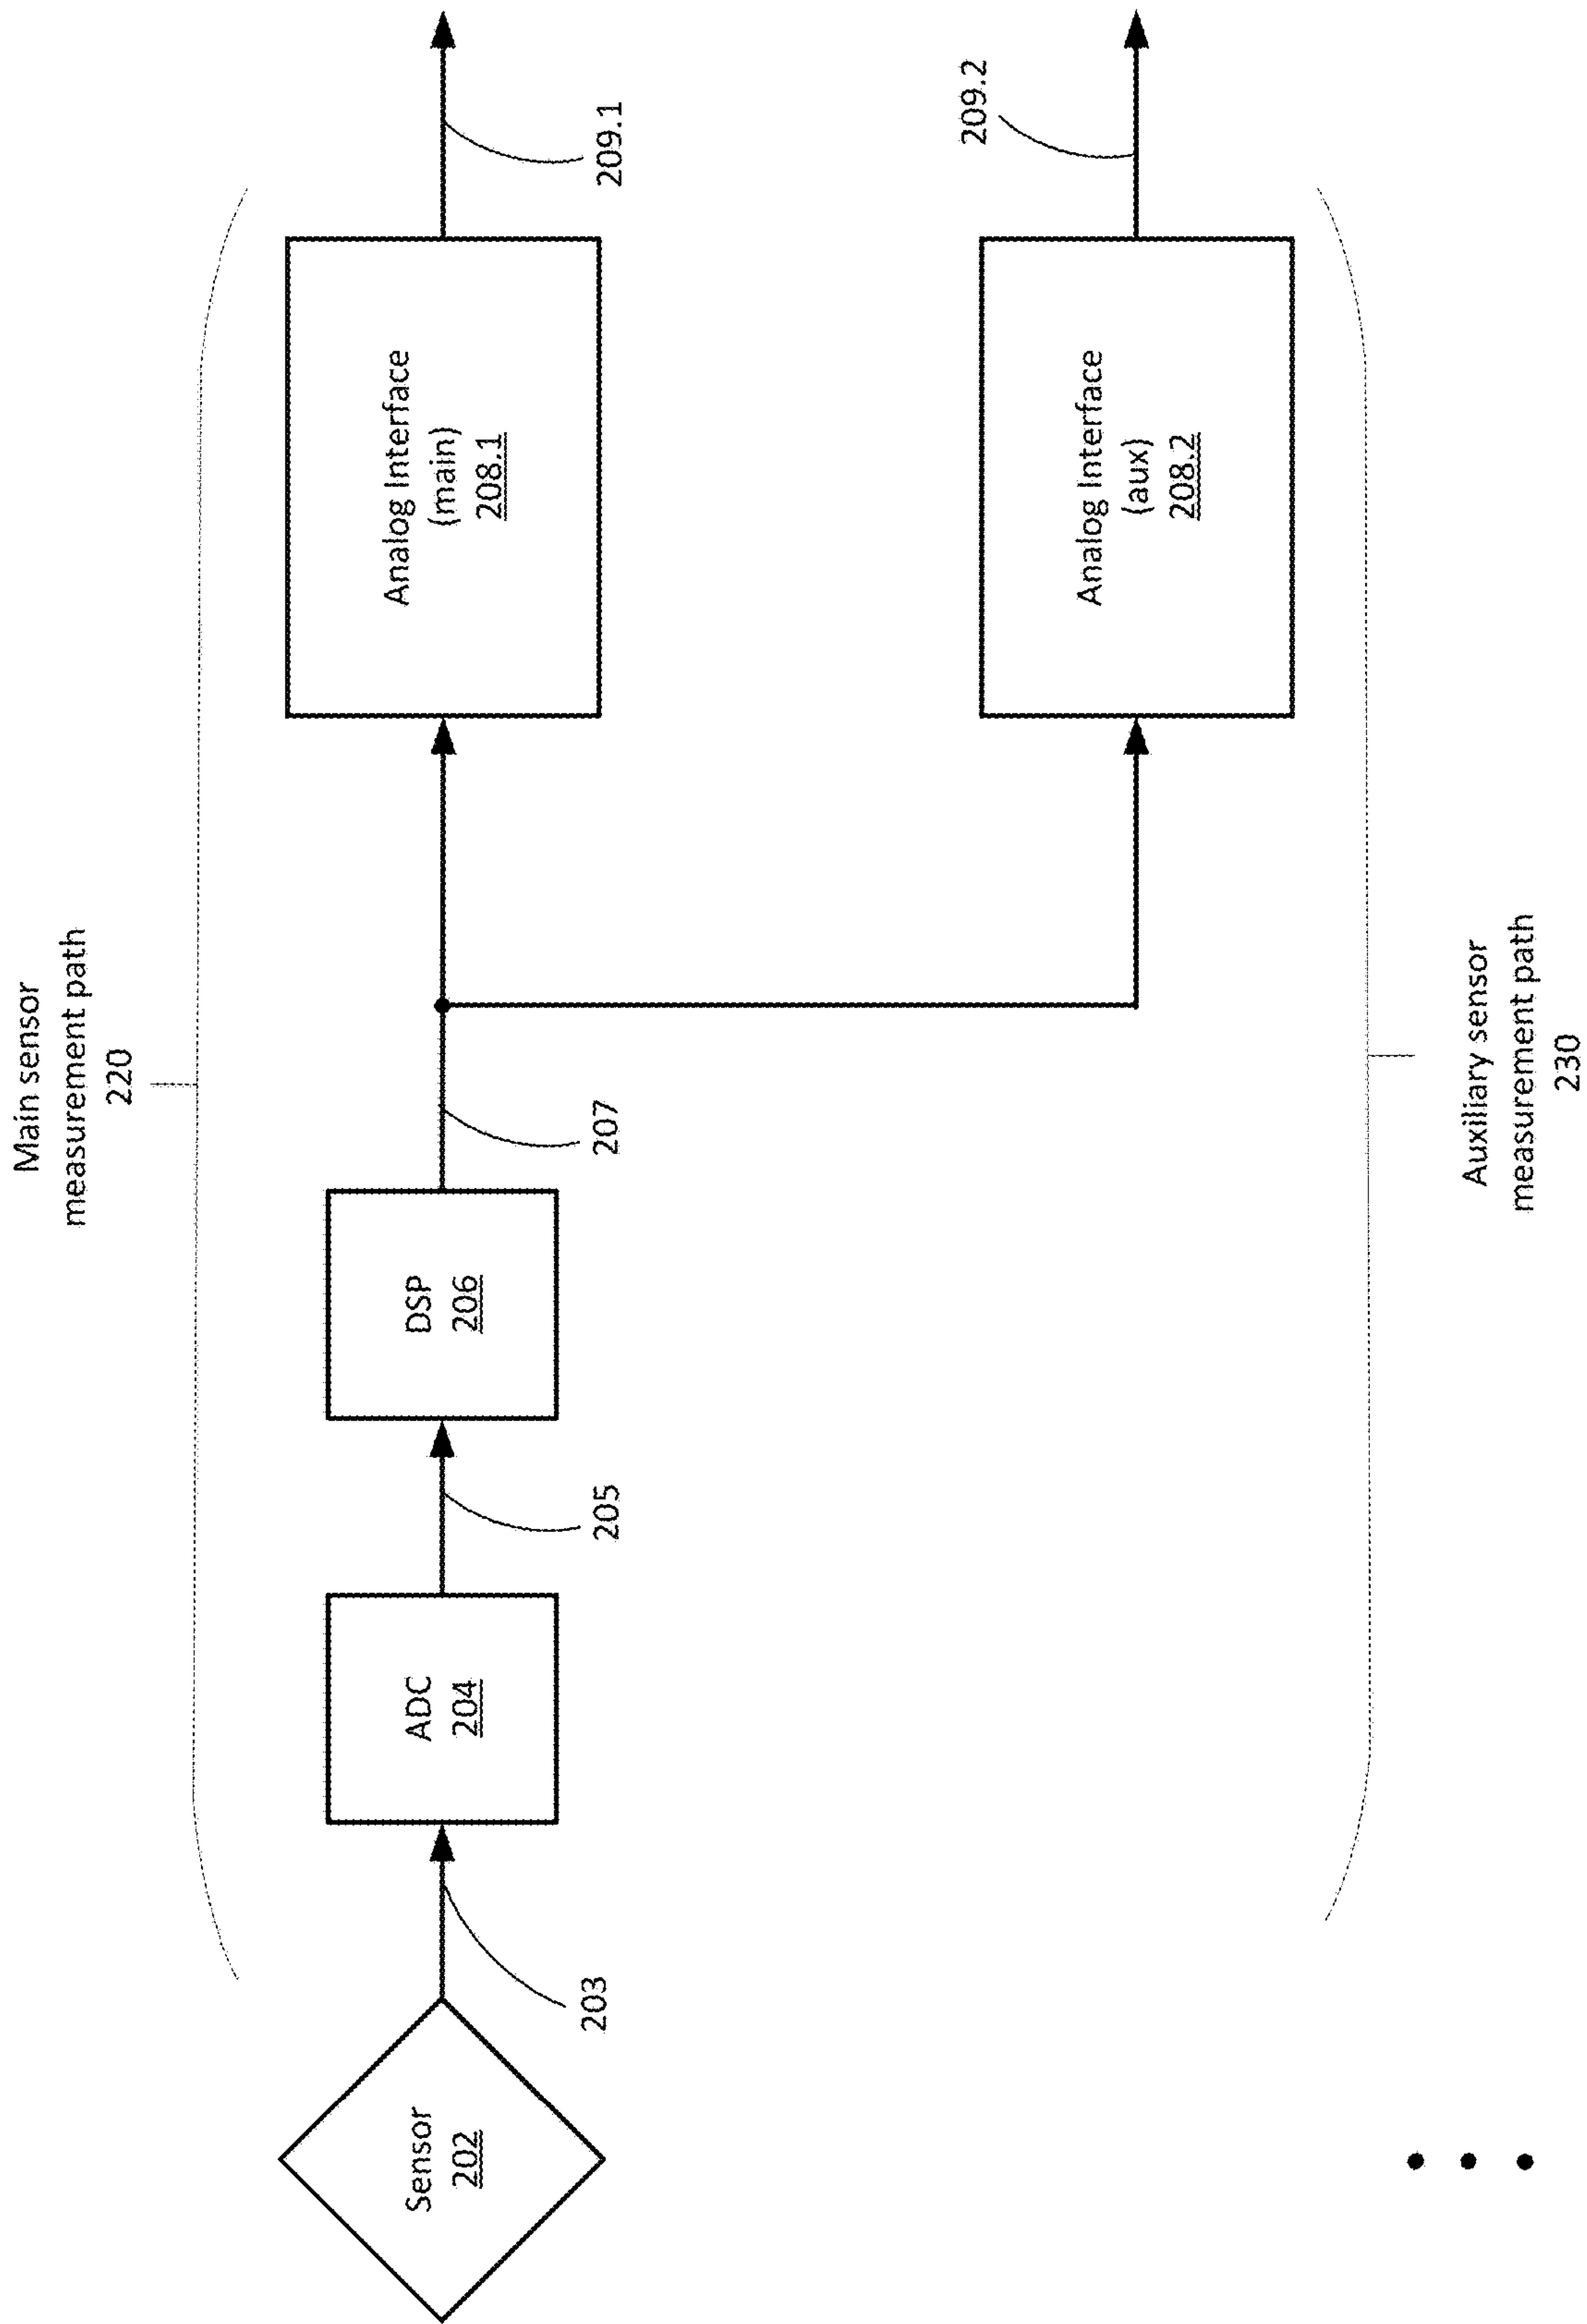 Main sensor
measurement path
220
Sensor
202
203
ADC
204
205
DSP
206
207
Analog Interface
(main)
208.1
209.1
Analog Interface
(aux)
208.2
209.2
Auxiliary sensor
measurement path
230